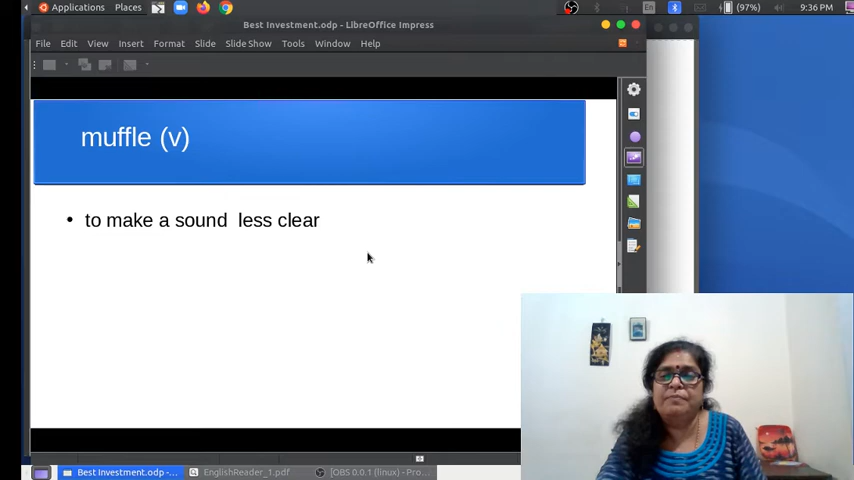 Applications Places En (97%) 9:36 PM
Best Investment.odp - LibreOffice Impress
File Edit View Insert Format Slide Slide Show Tools Window Help
muffle (v)
• to make a sound less clear
Best Investment.odp -... EnglishReader_1.pdf [OBS 0.0.1 (linux) - Pro...